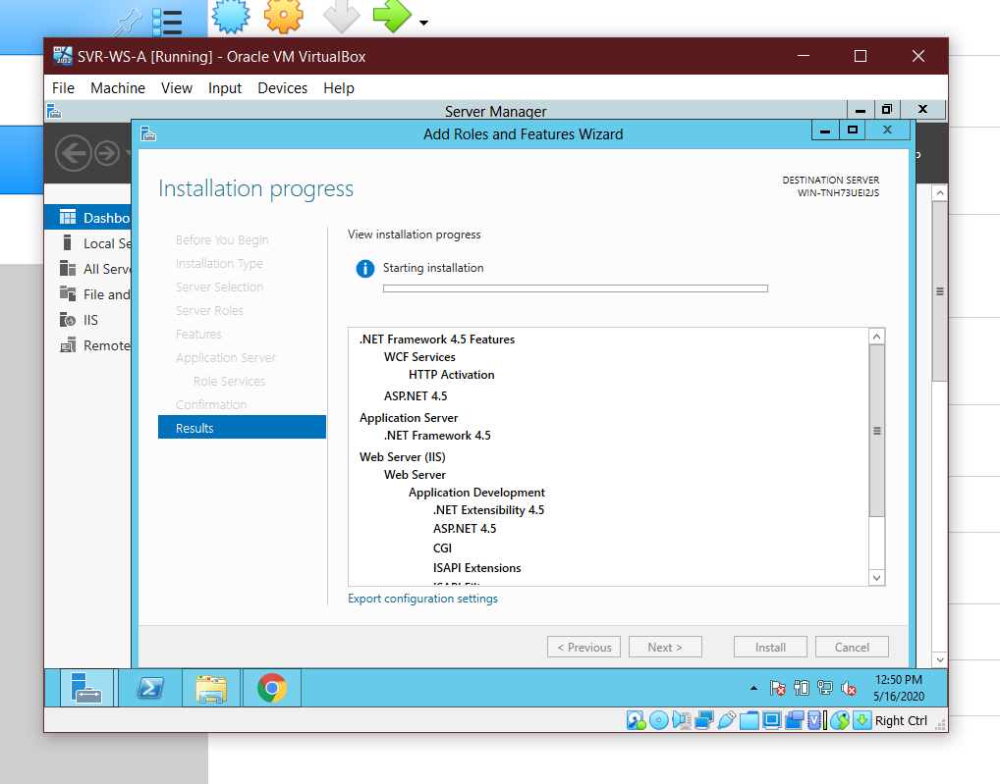 SVR-WS-A [Running] - Oracle VM VirtualBox
File Machine View Input Devices Help
Server Manager
Add Roles and Features Wizard
Installation progress
DESTINATION SERVER
WIN-TNH73UEI2JS
Dashbo
Local Se
All Serve
File and
IIS
Remote
Before You Begin
Installation Type
Server Selection
Server Roles
Features
Application Server
Role Services
Confirmation
Results
View installation progress
Starting installation
.NET Framework 4.5 Features
WCF Services
HTTP Activation
ASP.NET 4.5
Application Server
.NET Framework 4.5
Web Server (IIS)
Web Server
Application Development
.NET Extensibility 4.5
ASP.NET 4.5
CGI
ISAPI Extensions
Export configuration settings
< Previous Next > Install Cancel
12:50 PM
5/16/2020
Right Ctrl